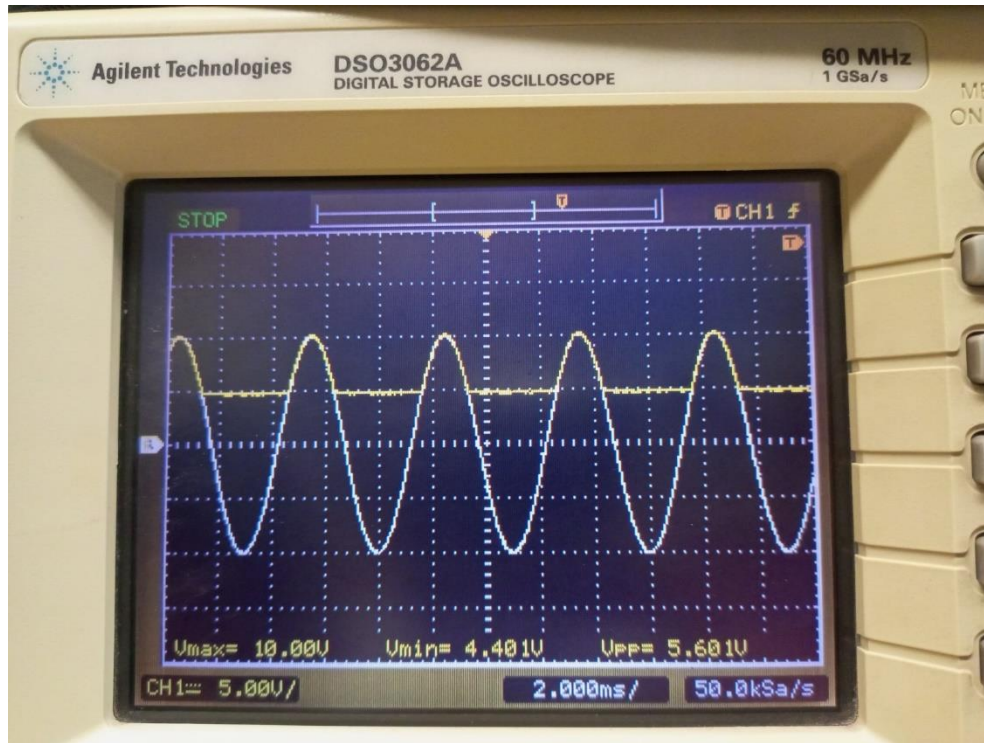 Agilent Technologies
DSO3062A
DIGITAL STORAGE OSCILLOSCOPE
60 MHz
1 GSa/s
STOP
T
T CH1
T
Vmax= 10.00V Vmin= 4.401V VPP= 5.601V
CH1 5.00V/ 2.000ms/ 50.0kSa/s